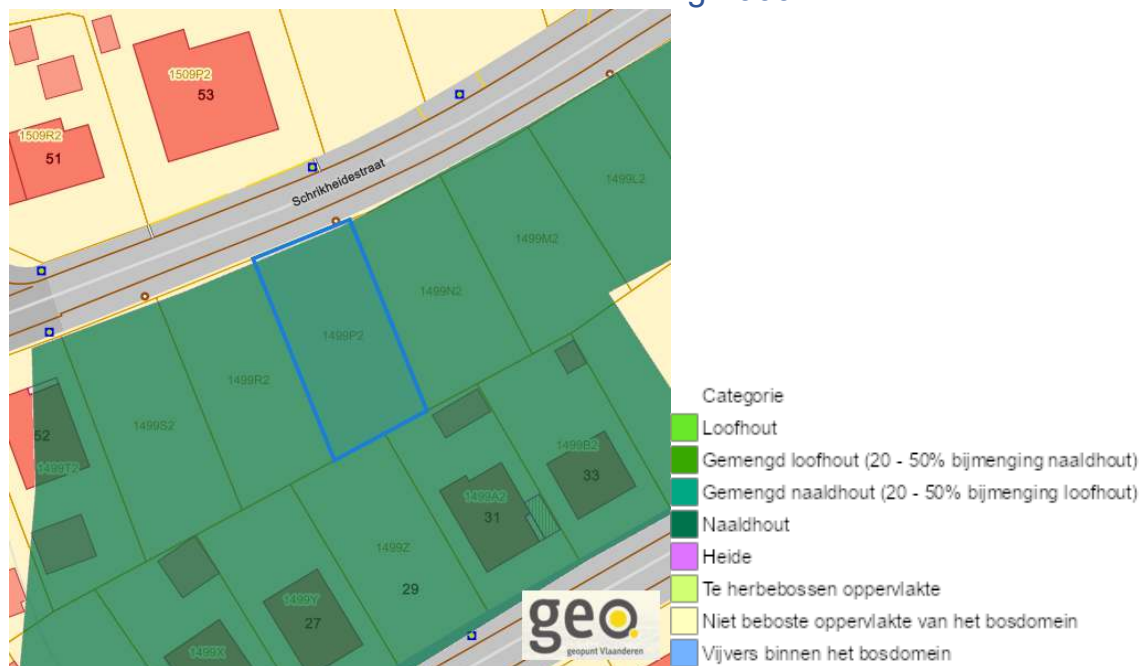 1509P2
53
1509R2
51
Schrikheidestraat
1499L2
1499M2
1499N2
1499P2
1499R2
1499S2
52
1499T2
1499B2
33
1499A2
31
1499Z
29
1499Y
27
1499X
geo.
geopunt Vlaanderen
Categorie
Loofhout
Gemengd loofhout (20 - 50% bijmenging naaldhout)
Gemengd naaldhout (20 - 50% bijmenging loofhout)
Naaldhout
Heide
Te herbebossen oppervlakte
Niet beboste oppervlakte van het bosdomein
Vijvers binnen het bosdomein